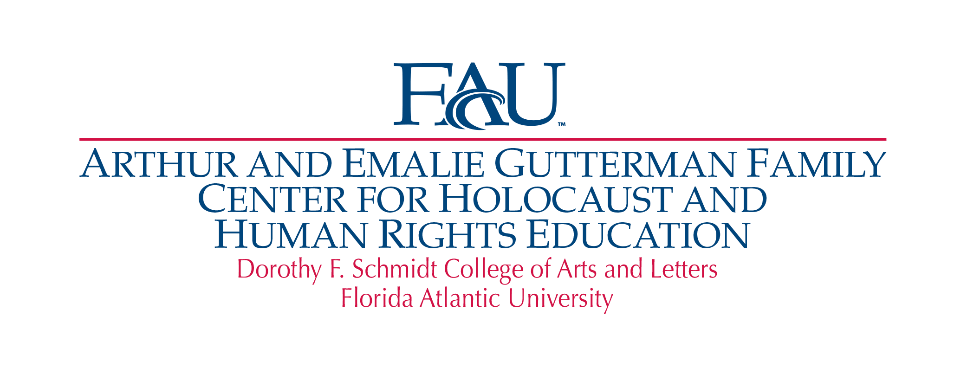 FAU™
ARTHUR AND EMALIE GUTTERMAN FAMILY
CENTER FOR HOLOCAUST AND
HUMAN RIGHTS EDUCATION
Dorothy F. Schmidt College of Arts and Letters
Florida Atlantic University